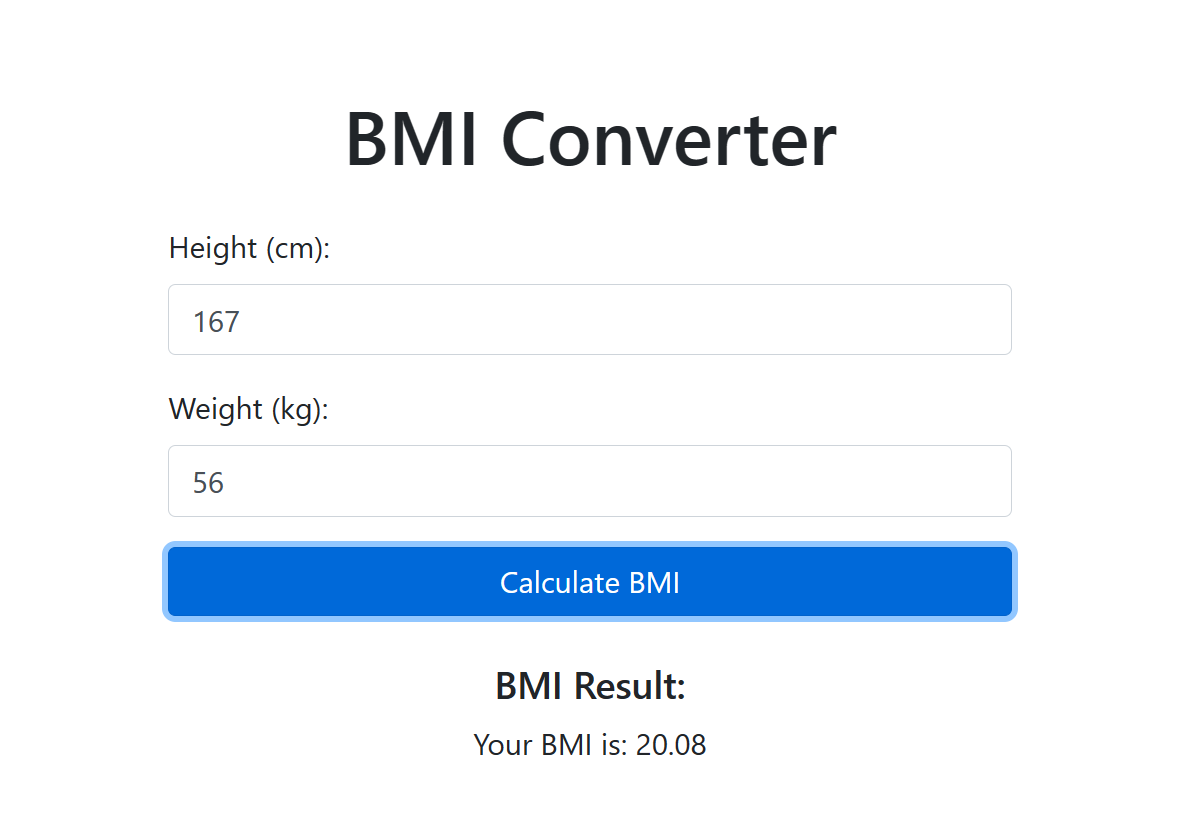 BMI Converter
Height (cm):
167
Weight (kg):
56
Calculate BMI
BMI Result:
Your BMI is: 20.08